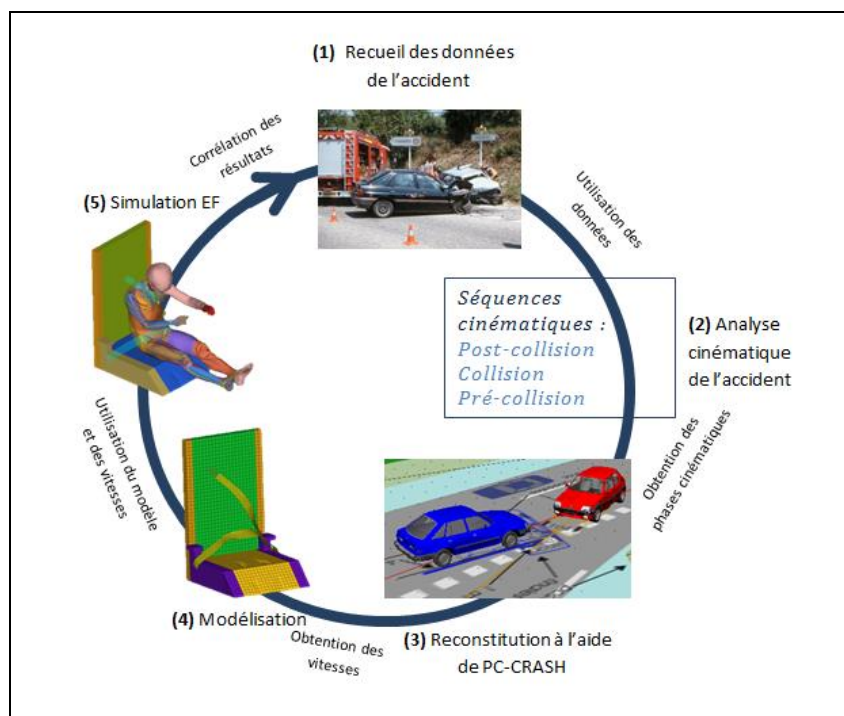 (1) Recueil des données
de l’accident
Utilisation des
données
Séquences
cinématiques :
Post-collision
Collision
Pré-collision
(2) Analyse
cinématique
de l’accident
Obtention des
phases cinématiques
(3) Reconstitution à l’aide
de PC-CRASH
Obtention des
vitesses
(4) Modélisation
Utilisation du modèle
et des vitesses
(5) Simulation EF
Corrélation des
résultats